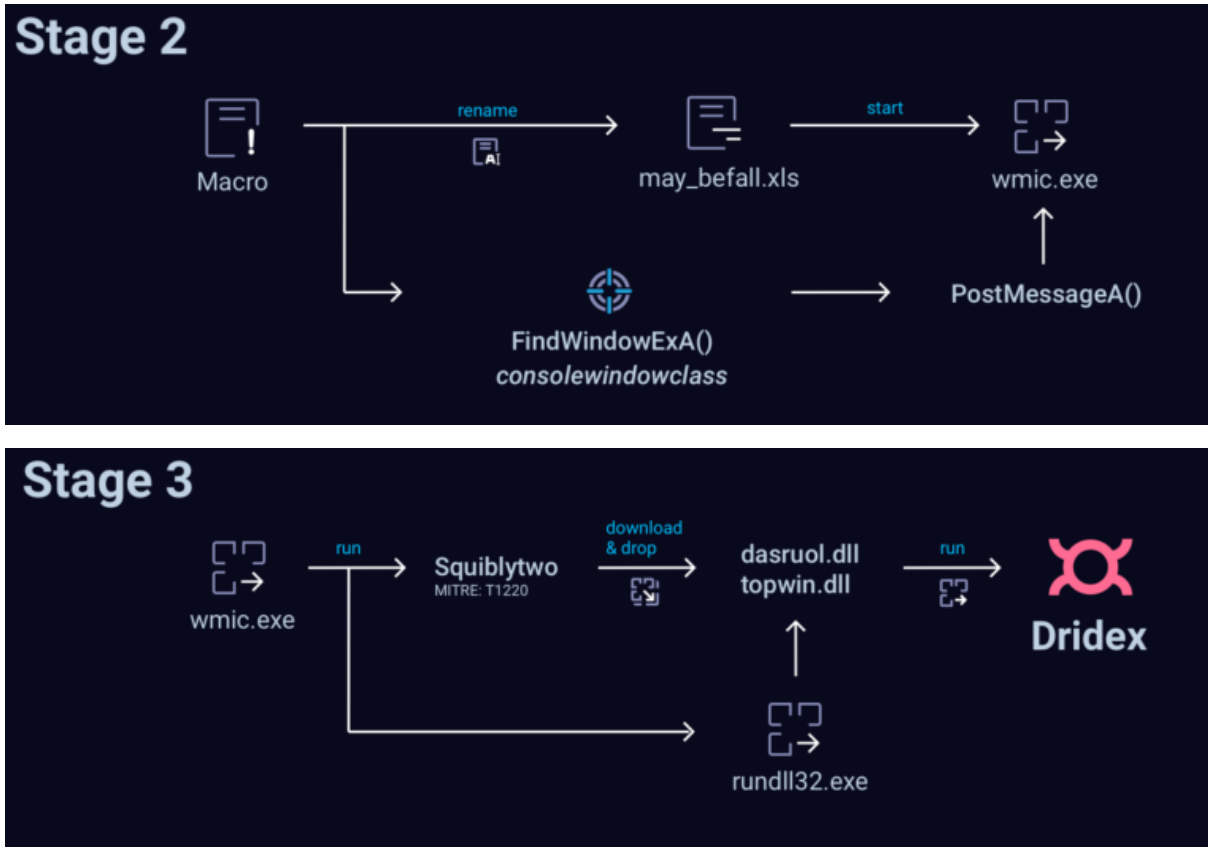 Stage 2
Macro
rename
may_befall.xls
start
wmic.exe
FindWindowExA()
consolewindowclass
PostMessageA()
Stage 3
wmic.exe
run
Squiblytwo
MITRE: T1220
download
& drop
dasruol.dll
topwin.dll
run
Dridex
rundll32.exe